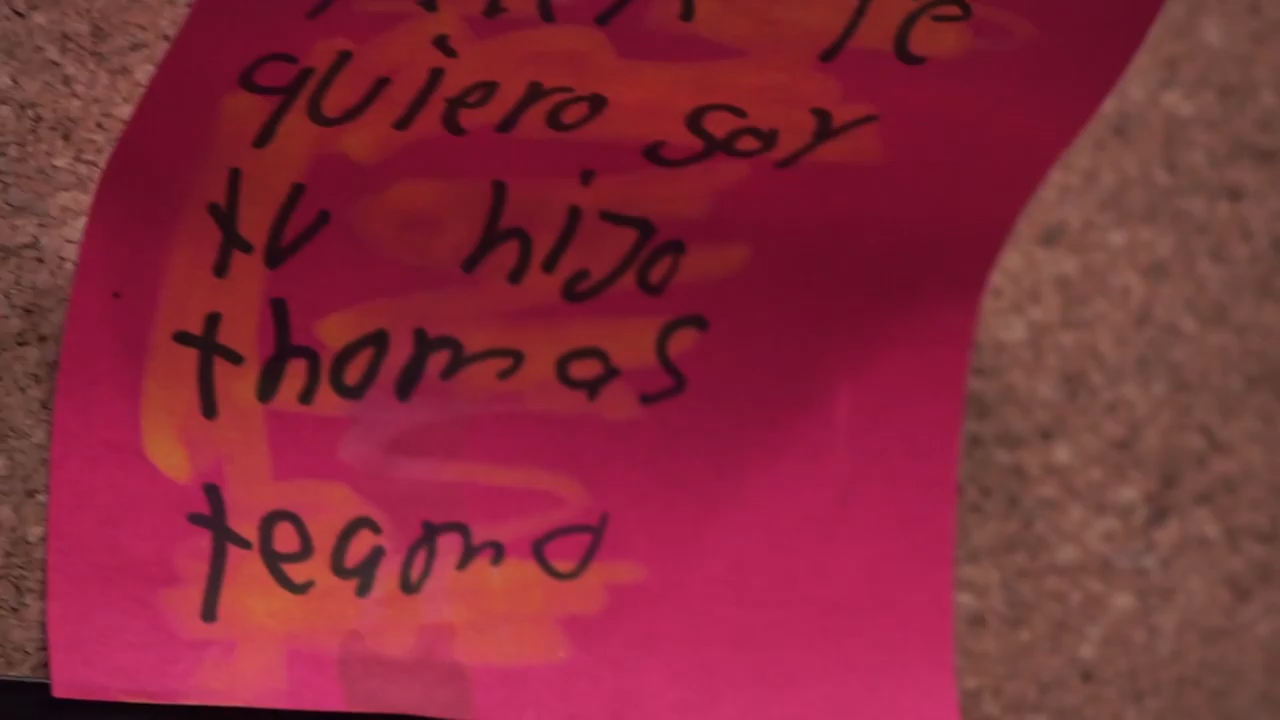 te
quiero soy
tu hijo
thomas
teamo